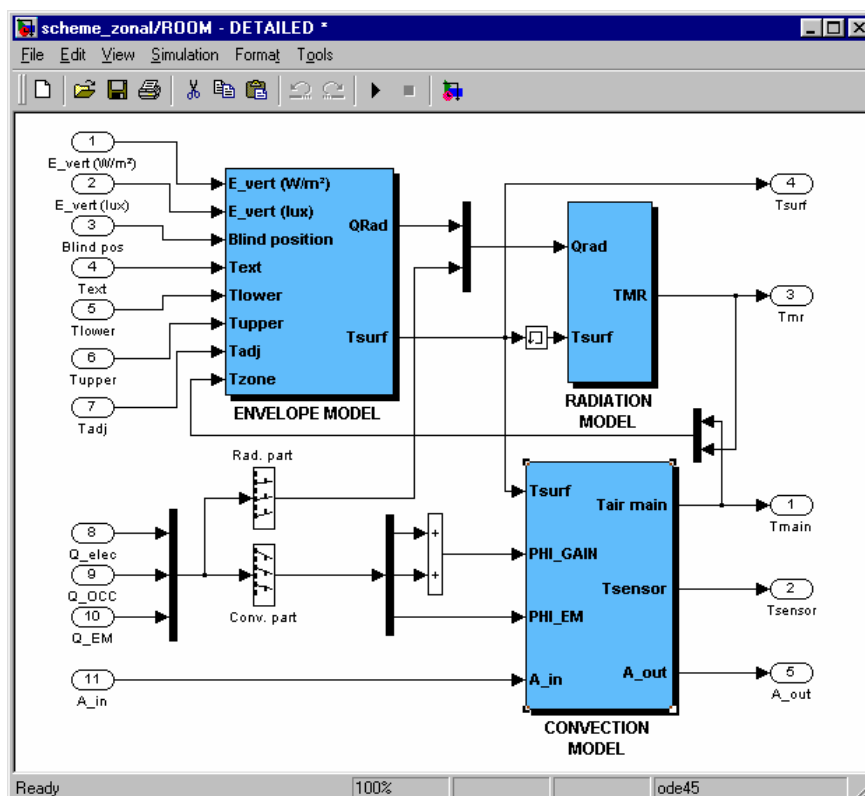 scheme_zonal/ROOM - DETAILED *
File Edit View Simulation Format Tools
1
E_vert (W/m²)
2
E_vert (lux)
3
Blind pos
4
Text
5
Tlower
6
Tupper
7
Tadj
E_vert (W/m²)
E_vert (lux)
Blind position
Text
Tlower
Tupper
Tadj
Tzone
QRad
Tsurf
ENVELOPE MODEL
Qrad
TMR
Tsurf
RADIATION
MODEL
4
Tsurf
3
Tmr
Rad. part
Conv. part
8
Q_elec
9
Q_OCC
10
Q_EM
11
A_in
+
+
Tsurf
PHI_GAIN
PHI_EM
A_in
Tair main
Tsensor
A_out
CONVECTION
MODEL
1
Tmain
2
Tsensor
5
A_out
Ready 100% ode45